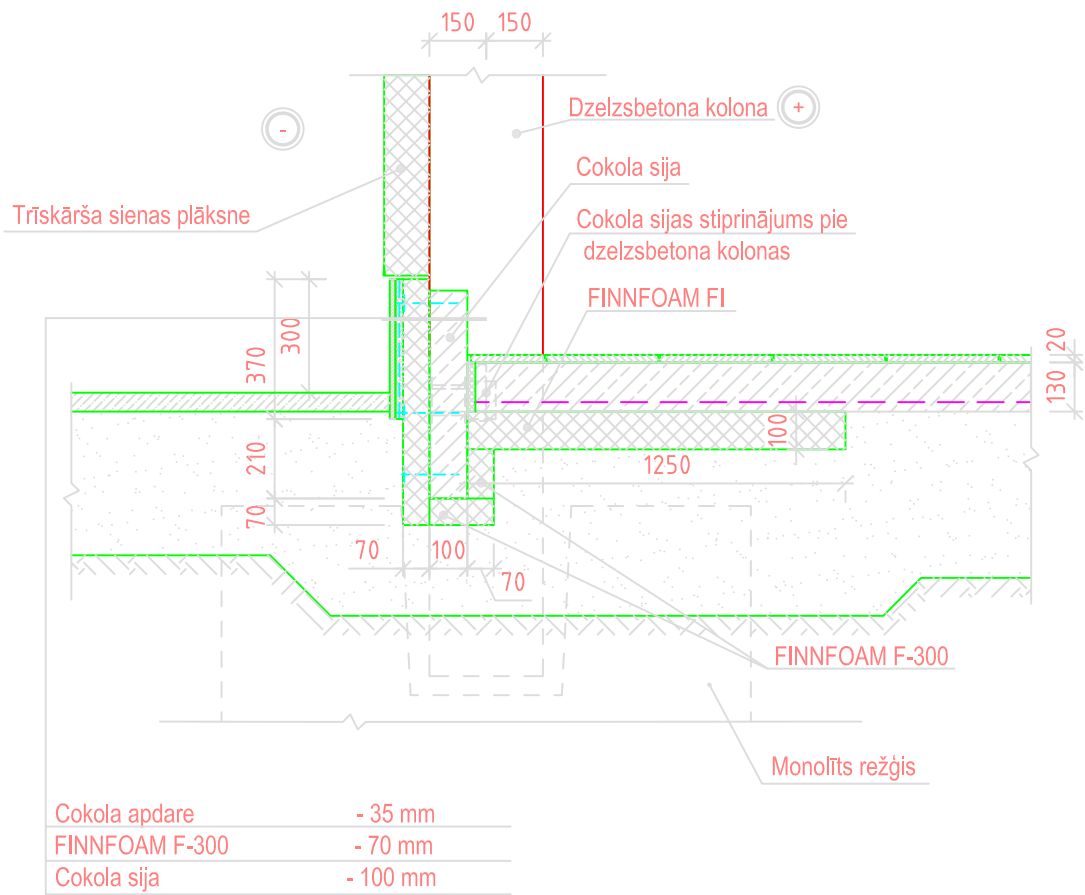 150 150
Dzelzsbetona kolona
+
-
Cokola sija
Trīskārša sienas plāksne
Cokola sijas stiprinājums pie
dzelzsbetona kolonas
FINNFOAM FI
300
370
20
130
100
210
1250
70
70
100
70
FINNFOAM F-300
Monolīts režģis
Cokola apdare - 35 mm
FINNFOAM F-300 - 70 mm
Cokola sija - 100 mm